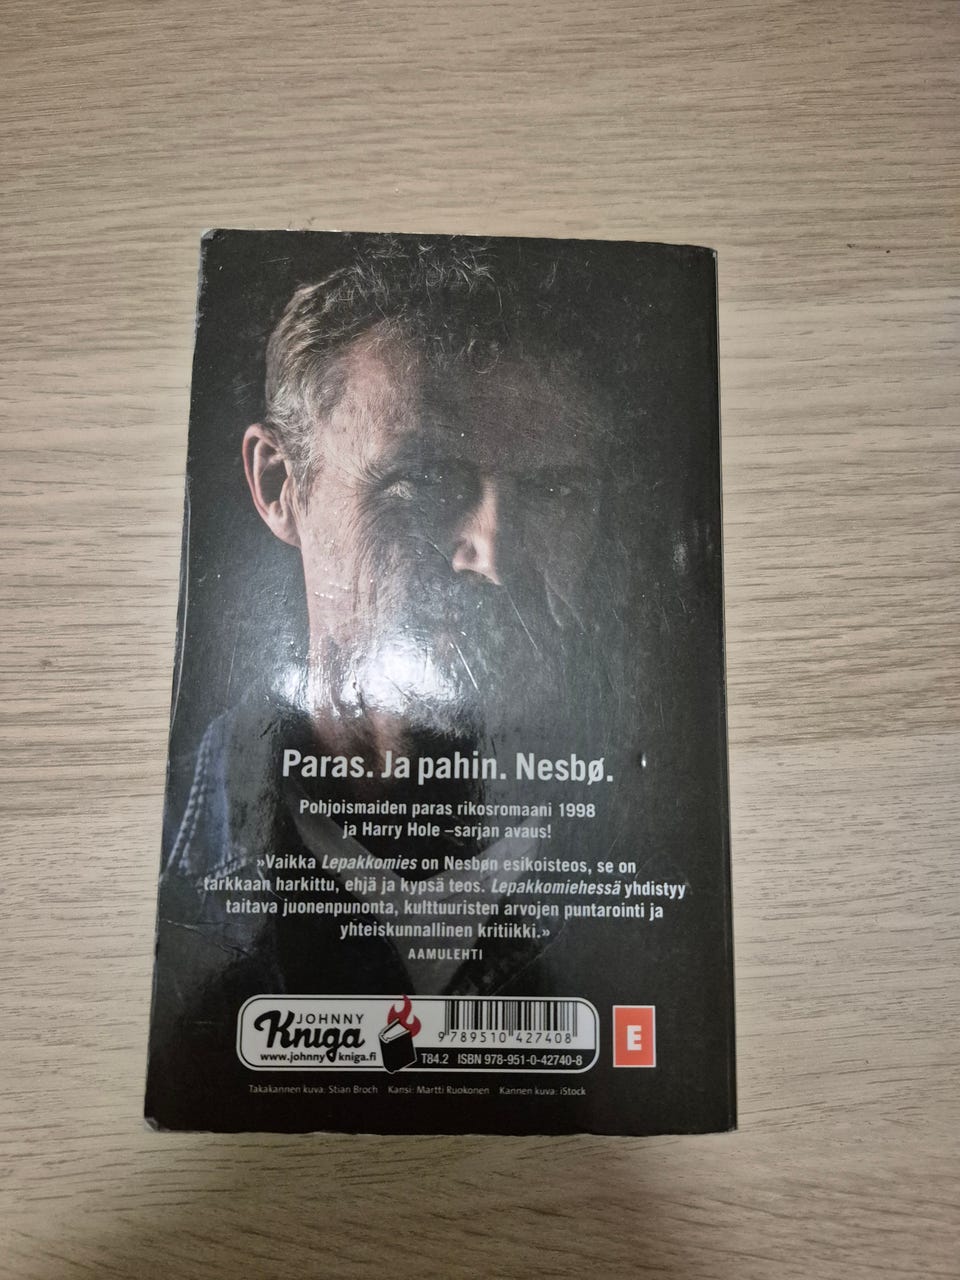 Paras. Ja pahin. Nesbø.
Pohjoismaiden paras rikosromaani 1998
ja Harry Hole –sarjan avaus!
»Vaikka Lepakkomies on Nesbøn esikoisteos, se on
tarkkaan harkittu, ehjä ja kypsä teos. Lepakkomiehessä yhdistyy
taitava juonenpunonta, kulttuuristen arvojen puntarointi ja
yhteiskunnallinen kritiikki.»
AAMULEHTI
JOHNNY
Kniga
www.johnnykniga.fi
9 789510 427408
T84.2 ISBN 978-951-0-42740-8
E
Takakannen kuva: Stian Broch Kansi: Martti Ruokonen Kannen kuva: iStock